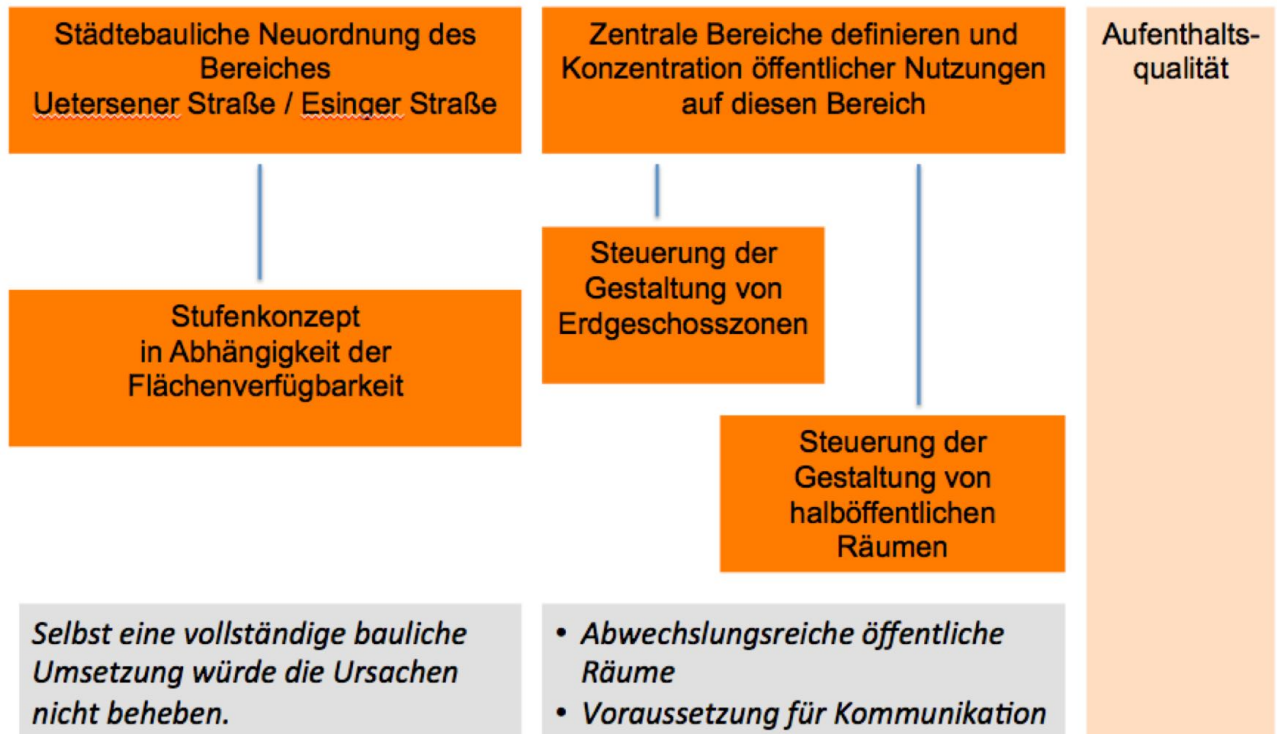 Städtebauliche Neuordnung des
Bereiches
Uetersener Straße / Esinger Straße
Stufenkonzept
in Abhängigkeit der
Flächenverfügbarkeit
Selbst eine vollständige bauliche
Umsetzung würde die Ursachen
nicht beheben.
Zentrale Bereiche definieren und
Konzentration öffentlicher Nutzungen
auf diesen Bereich
Steuerung der
Gestaltung von
Erdgeschosszonen
Steuerung der
Gestaltung von
halböffentlichen
Räumen
• Abwechslungsreiche öffentliche
Räume
• Voraussetzung für Kommunikation
Aufenthalts-
qualität